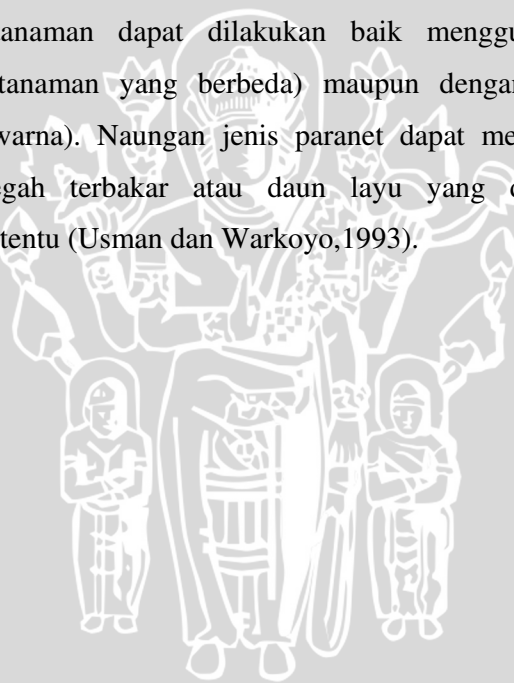 anaman dapat dilakukan baik menggu
tanaman yang berbeda) maupun dengan
warna). Naungan jenis paranet dapat me
egah terbakar atau daun layu yang d
tentu (Usman dan Warkoyo,1993).